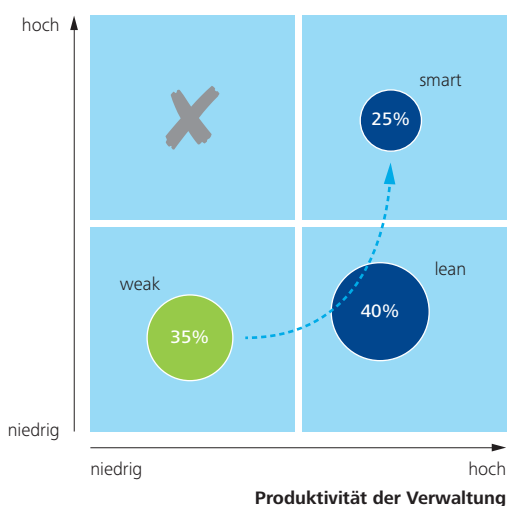 hoch
smart
25%
weak
lean
35%
40%
niedrig
niedrig
hoch
Produktivität der Verwaltung